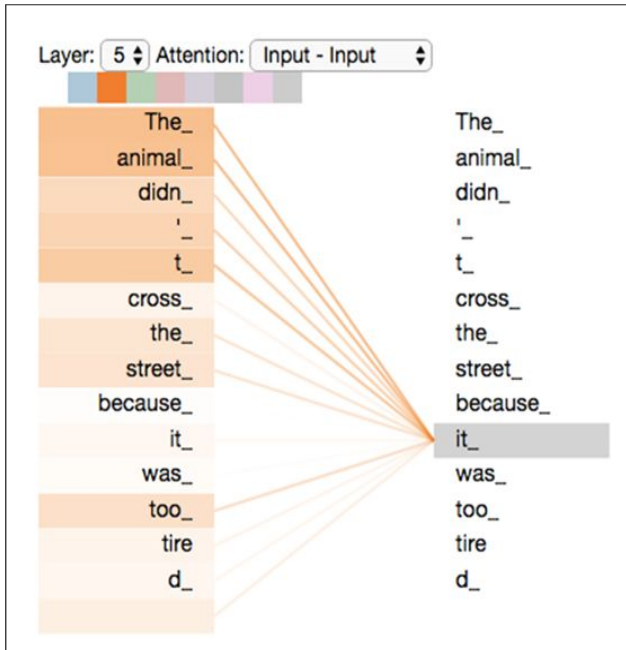 Layer: 5 Attention: Input - Input
The_ The_
animal_ animal_
didn_ didn_
'_ '_
t_ t_
cross_ cross_
the_ the_
street_ street_
because_ because_
it_ it_
was_ was_
too_ too_
tire tire
d_ d_